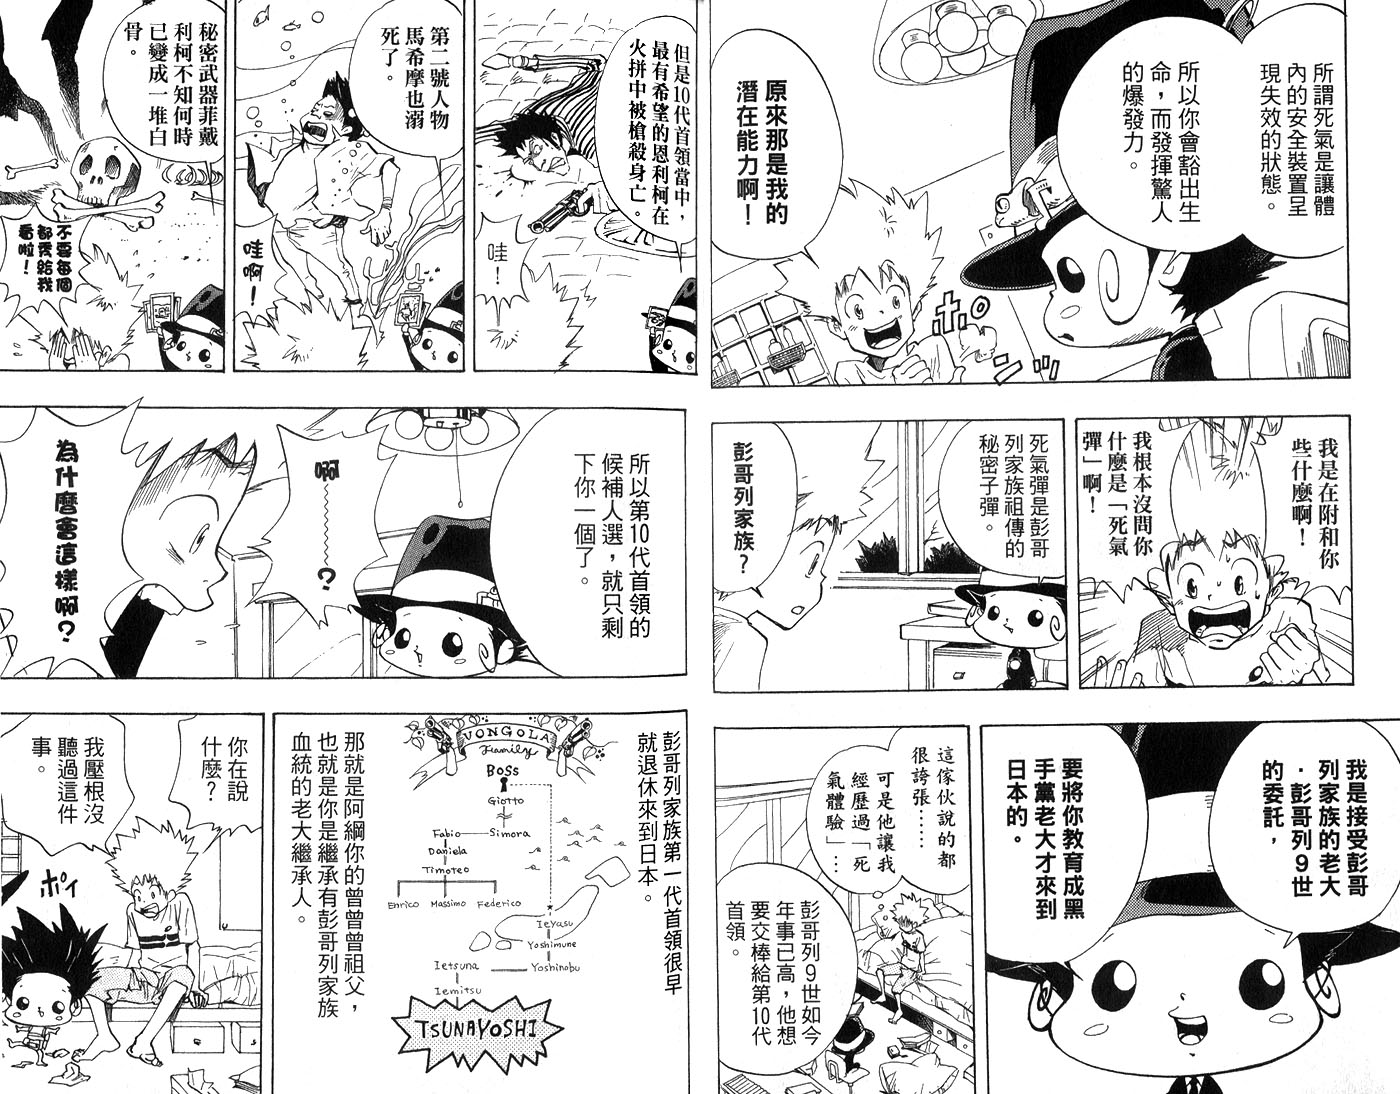 所謂死氣是讓體
內的安全裝置呈
現失效的狀態。
所以你會豁出生
命，而發揮驚人
的爆發力。
原來那是我的
潛在能力啊！
ホ。
ンッ
我是在附和你
些什麼啊！
我根本沒問你
什麼是「死氣
彈」啊！
死氣彈是彭哥
列家族祖傳的
秘密子彈。
彭哥列家族？
我是接受彭哥
列家族的老大
．彭哥列9世
的委託，
要將你教育成黑
手黨老大才來到
日本的。
這傢伙說的都
很誇張……
可是他讓我
經歷過「死
氣體驗」…
彭哥列9世如今
年事已高，他想
要交棒給第10代
首領。
但是10代首領當中，
最有希望的恩利柯在
火拼中被槍殺身亡。
哇！
第二號人物
馬希摩也溺
死了。
哇啊！
秘密武器菲戴
利柯不知何時
已變成一堆白
骨。
不要每個
都秀給我
看啦！
所以第10代首領的
候補人選，就只剩
下你一個了。
啊～～～？
為什麼會這樣啊？
彭哥列家族第一代首領很早
就退休來到日本。
VONGOLA
Family
BOSS
Giotto
Fabio Simora
Daniela
Timoteo
Enrico Massimo Federico
Ieyasu
Yoshimune
Ietsuna Yoshinobu
Iemitsu
TSUNAYOSHI
那就是阿綱你的曾曾曾祖父，
也就是你是繼承有彭哥列家族
血統的老大繼承人。
你在說
什麼？
我壓根沒
聽過這件
事。
ポイ